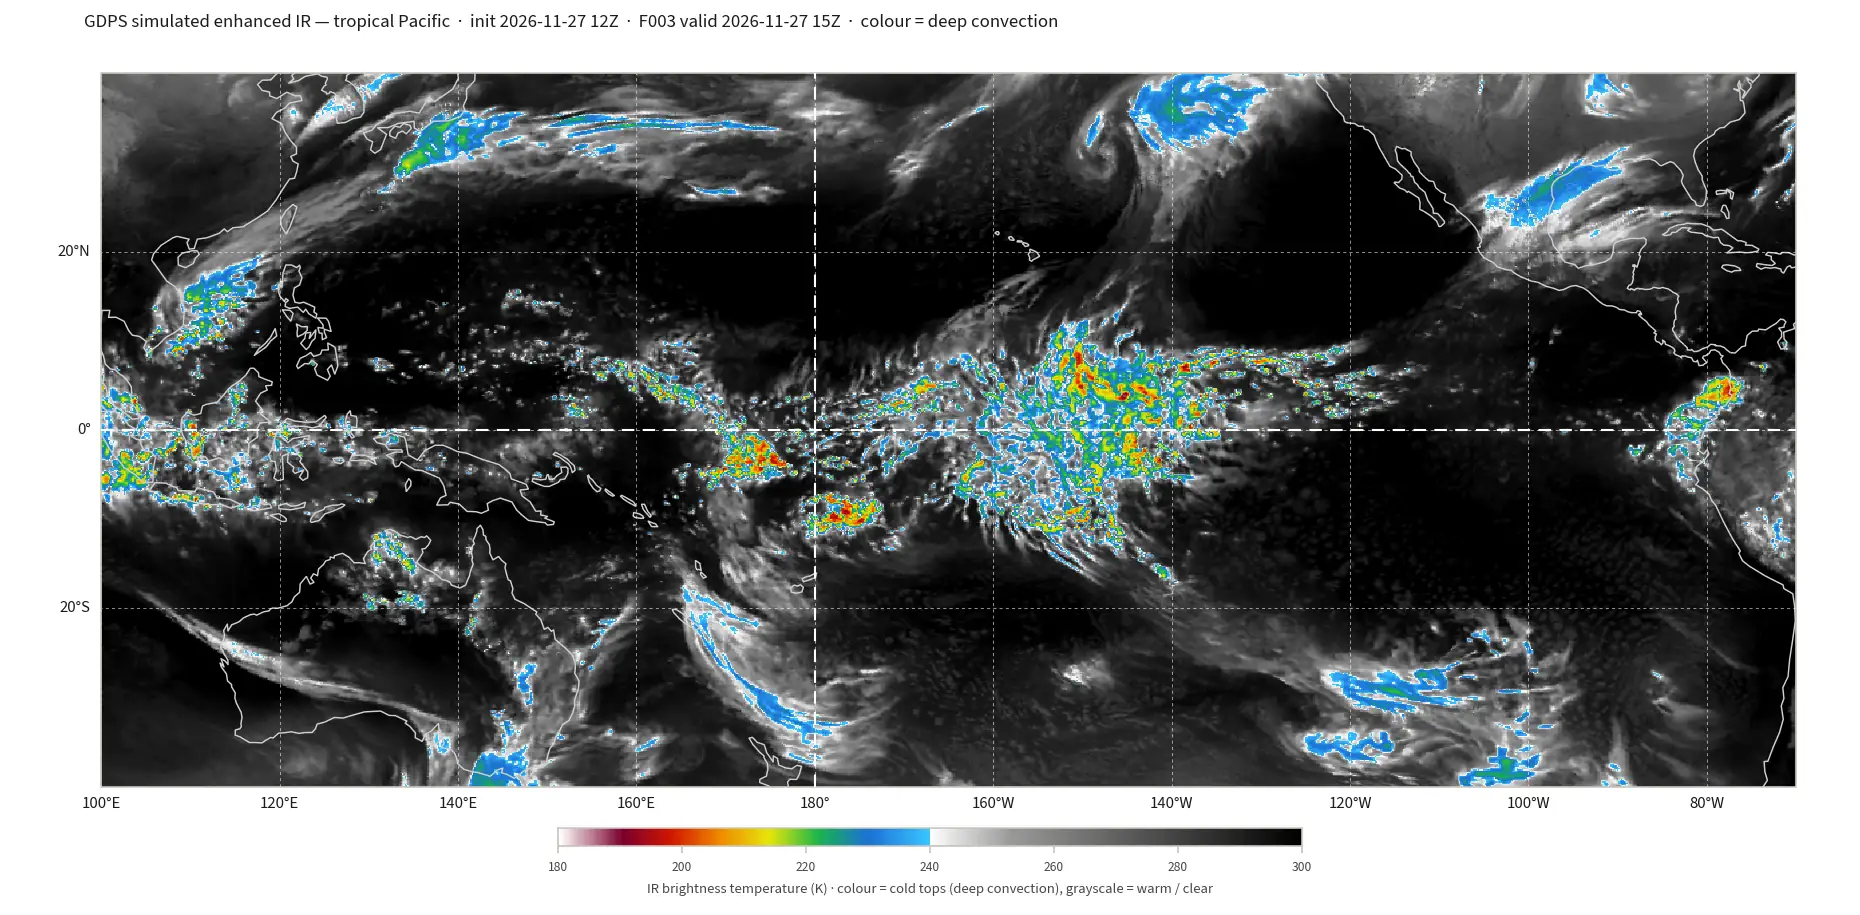 GDPS simulated enhanced IR — tropical Pacific · init 2026-11-27 12Z · F003 valid 2026-11-27 15Z · colour = deep convection
20°N
0°
20°S
100°E 120°E 140°E 160°E 180° 160°W 140°W 120°W 100°W 80°W
180 200 220 240 260 280 300
IR brightness temperature (K) · colour = cold tops (deep convection), grayscale = warm / clear